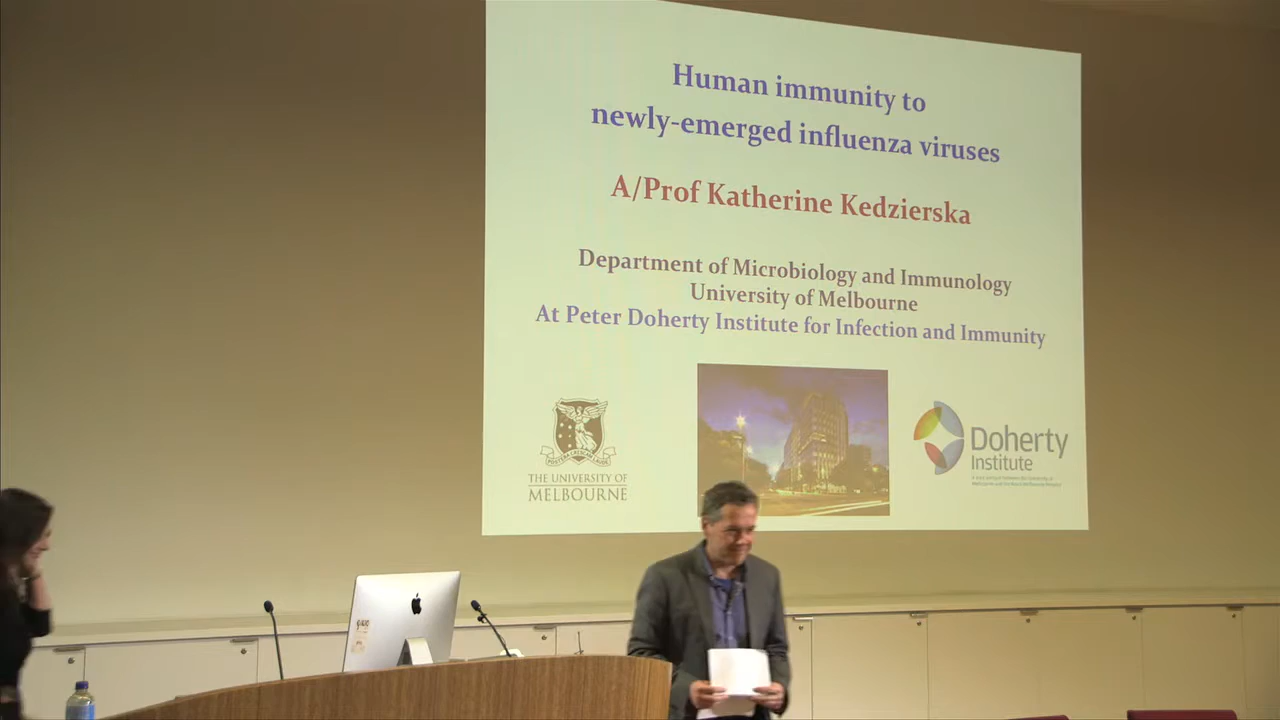 Human immunity to
newly-emerged influenza viruses
A/Prof Katherine Kedzierska
Department of Microbiology and Immunology
University of Melbourne
At Peter Doherty Institute for Infection and Immunity
THE UNIVERSITY OF
MELBOURNE
Doherty
Institute